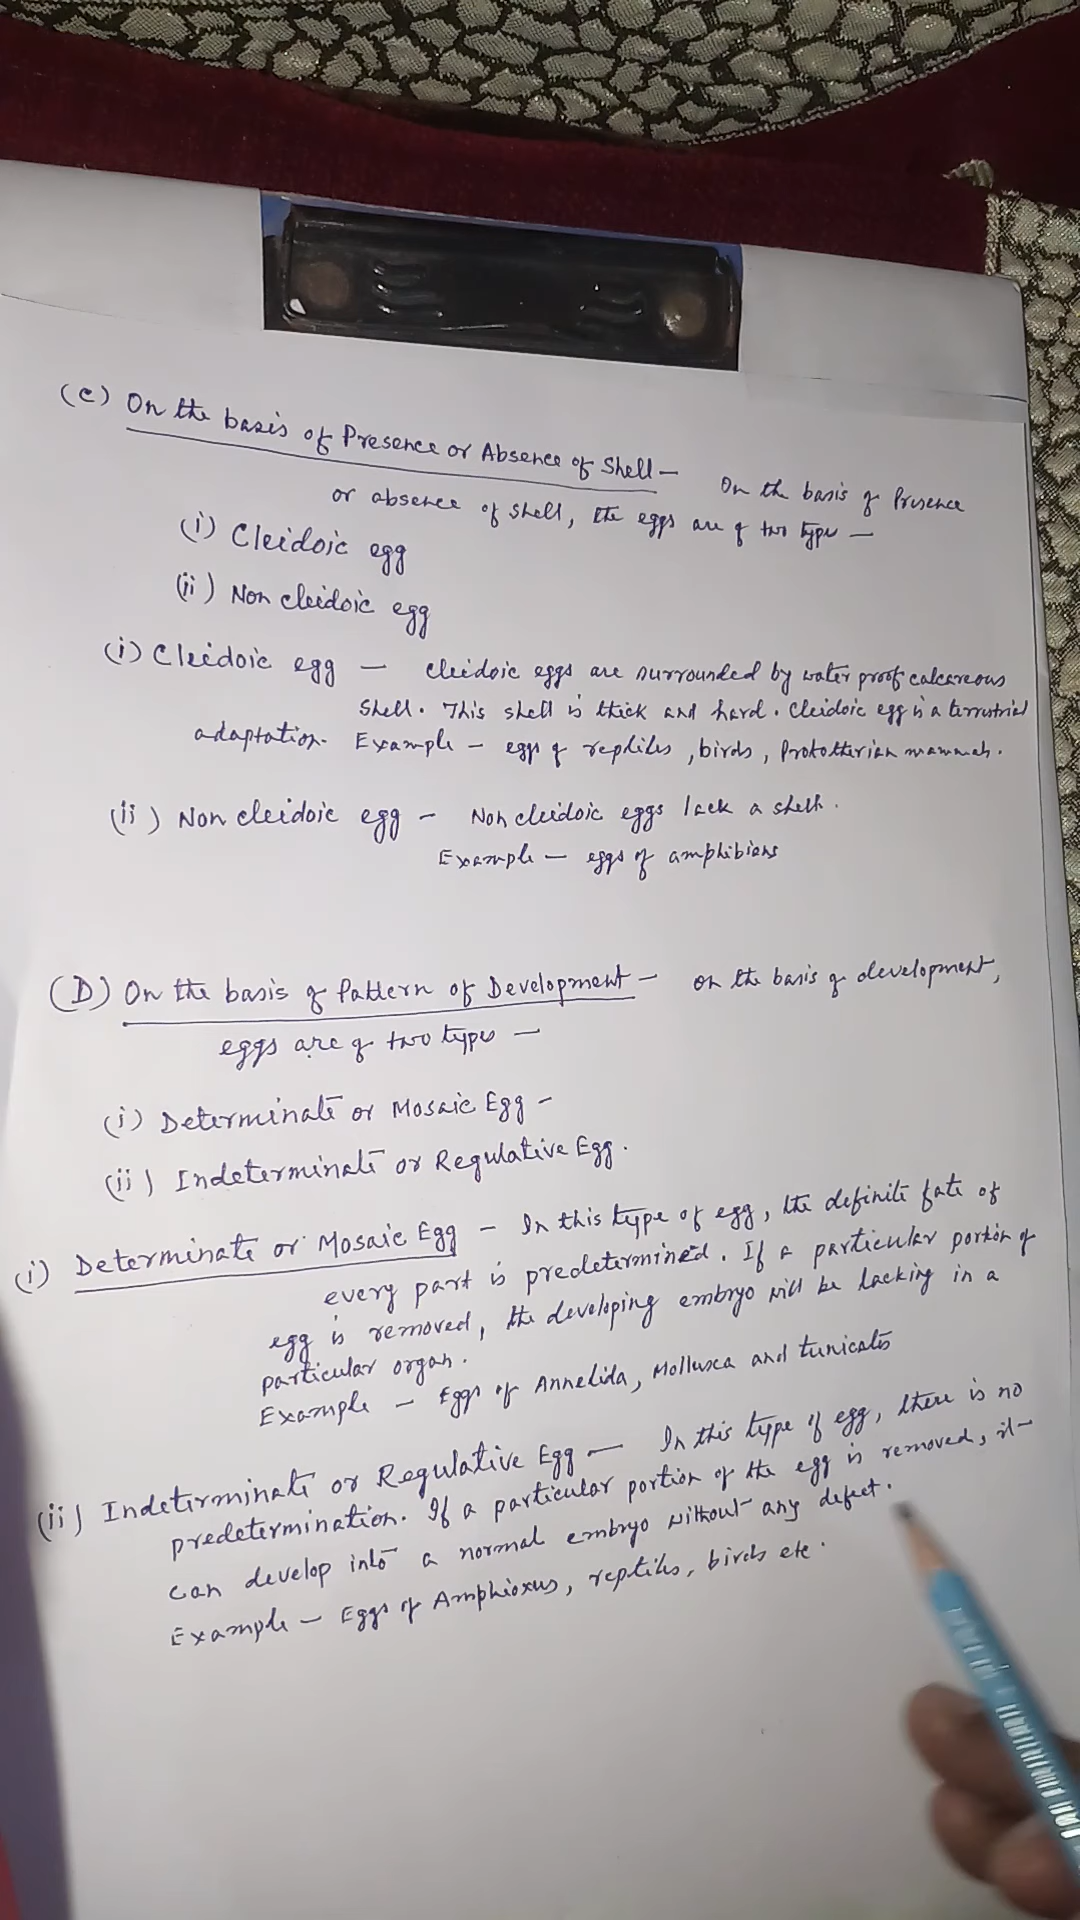 (C) On the basis of Presence or Absence of Shell — On the basis of Presence
or absence of shell, the eggs are of two types —
(i) Cleidoic egg
(ii) Non cleidoic egg
(i) Cleidoic egg — cleidoic eggs are surrounded by water proof calcareous
shell. This shell is thick and hard. Cleidoic egg is a terrestrial
adaptation. Example — eggs of reptiles, birds, Prototherian mammals.
(ii) Non cleidoic egg – Non cleidoic eggs lack a shell.
Example — eggs of amphibians
(D) On the basis of Pattern of Development — on the basis of development,
eggs are of two types —
(i) Determinate or Mosaic Egg –
(ii) Indeterminate or Regulative Egg.
(i) Determinate or Mosaic Egg — In this type of egg, the definite fate of
every part is predetermined. If a particular portion of
egg is removed, the developing embryo will be lacking in a
particular organ.
Example — Eggs of Annelida, Mollusca and tunicates
(ii) Indeterminate or Regulative Egg — In this type of egg, there is no
predetermination. If a particular portion of the egg is removed, it
can develop into a normal embryo without any defect.
Example — Eggs of Amphioxus, reptiles, birds etc.